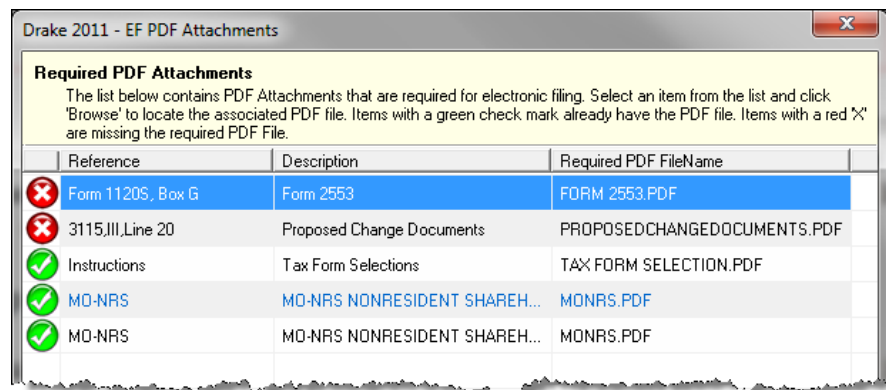 Drake 2011 - EF PDF Attachments
Required PDF Attachments
The list below contains PDF Attachments that are required for electronic filing. Select an item from the list and click
'Browse' to locate the associated PDF file. Items with a green check mark already have the PDF file. Items with a red 'X'
are missing the required PDF File.
Reference Description Required PDF FileName
Form 1120S, Box G Form 2553 FORM 2553.PDF
3115,III,Line 20 Proposed Change Documents PROPOSEDCHANGEDOCUMENTS.PDF
Instructions Tax Form Selections TAX FORM SELECTION.PDF
MO-NRS MO-NRS NONRESIDENT SHAREH... MONRS.PDF
MO-NRS MO-NRS NONRESIDENT SHAREH... MONRS.PDF